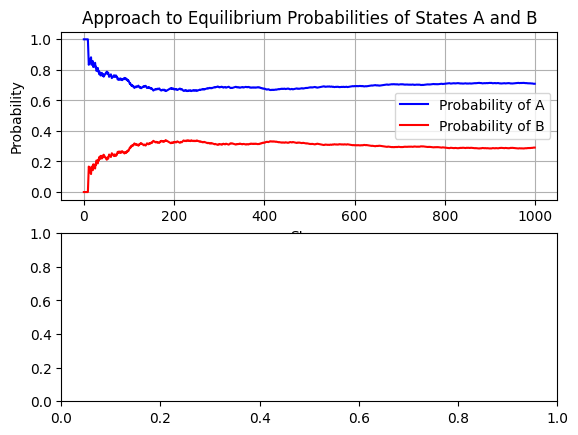 Approach to Equilibrium Probabilities of States A and B
1.0
0.8
0.6
0.4
0.2
0.0
Probability
Probability of A
Probability of B
0 200 400 600 800 1000
1.0
0.8
0.6
0.4
0.2
0.0
0.0 0.2 0.4 0.6 0.8 1.0